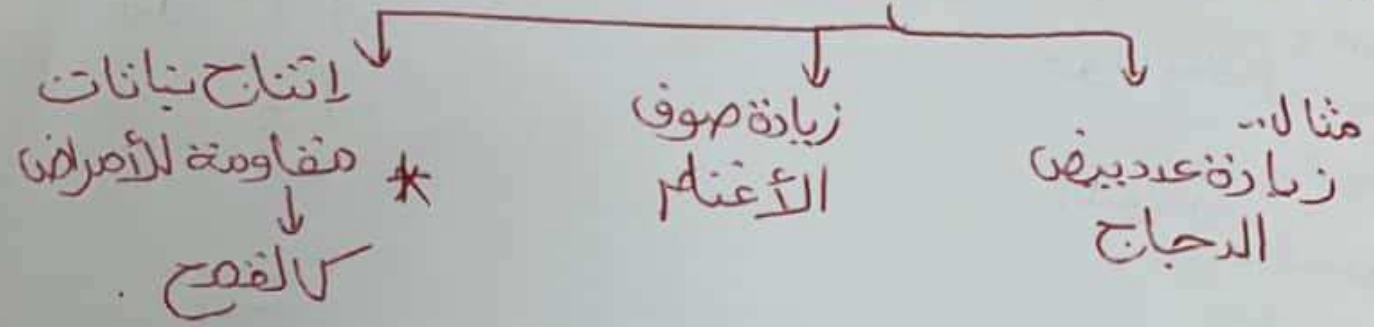 مثال..
زيادة عدد بيض
الدجاج
زيادة صوف
الأغنام
إنتاج نباتات
* مقاومة للأمراض
كالقمح .